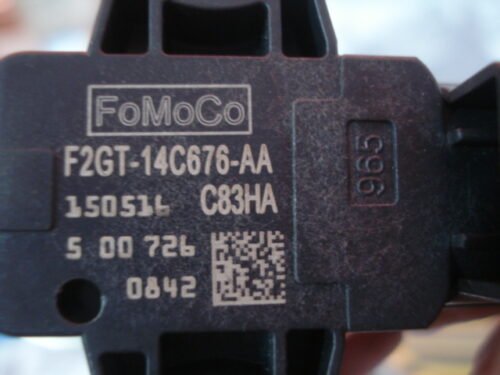 FoMoCo
F2GT-14C676-AA
150516 C83HA
5 00 726
0842
965